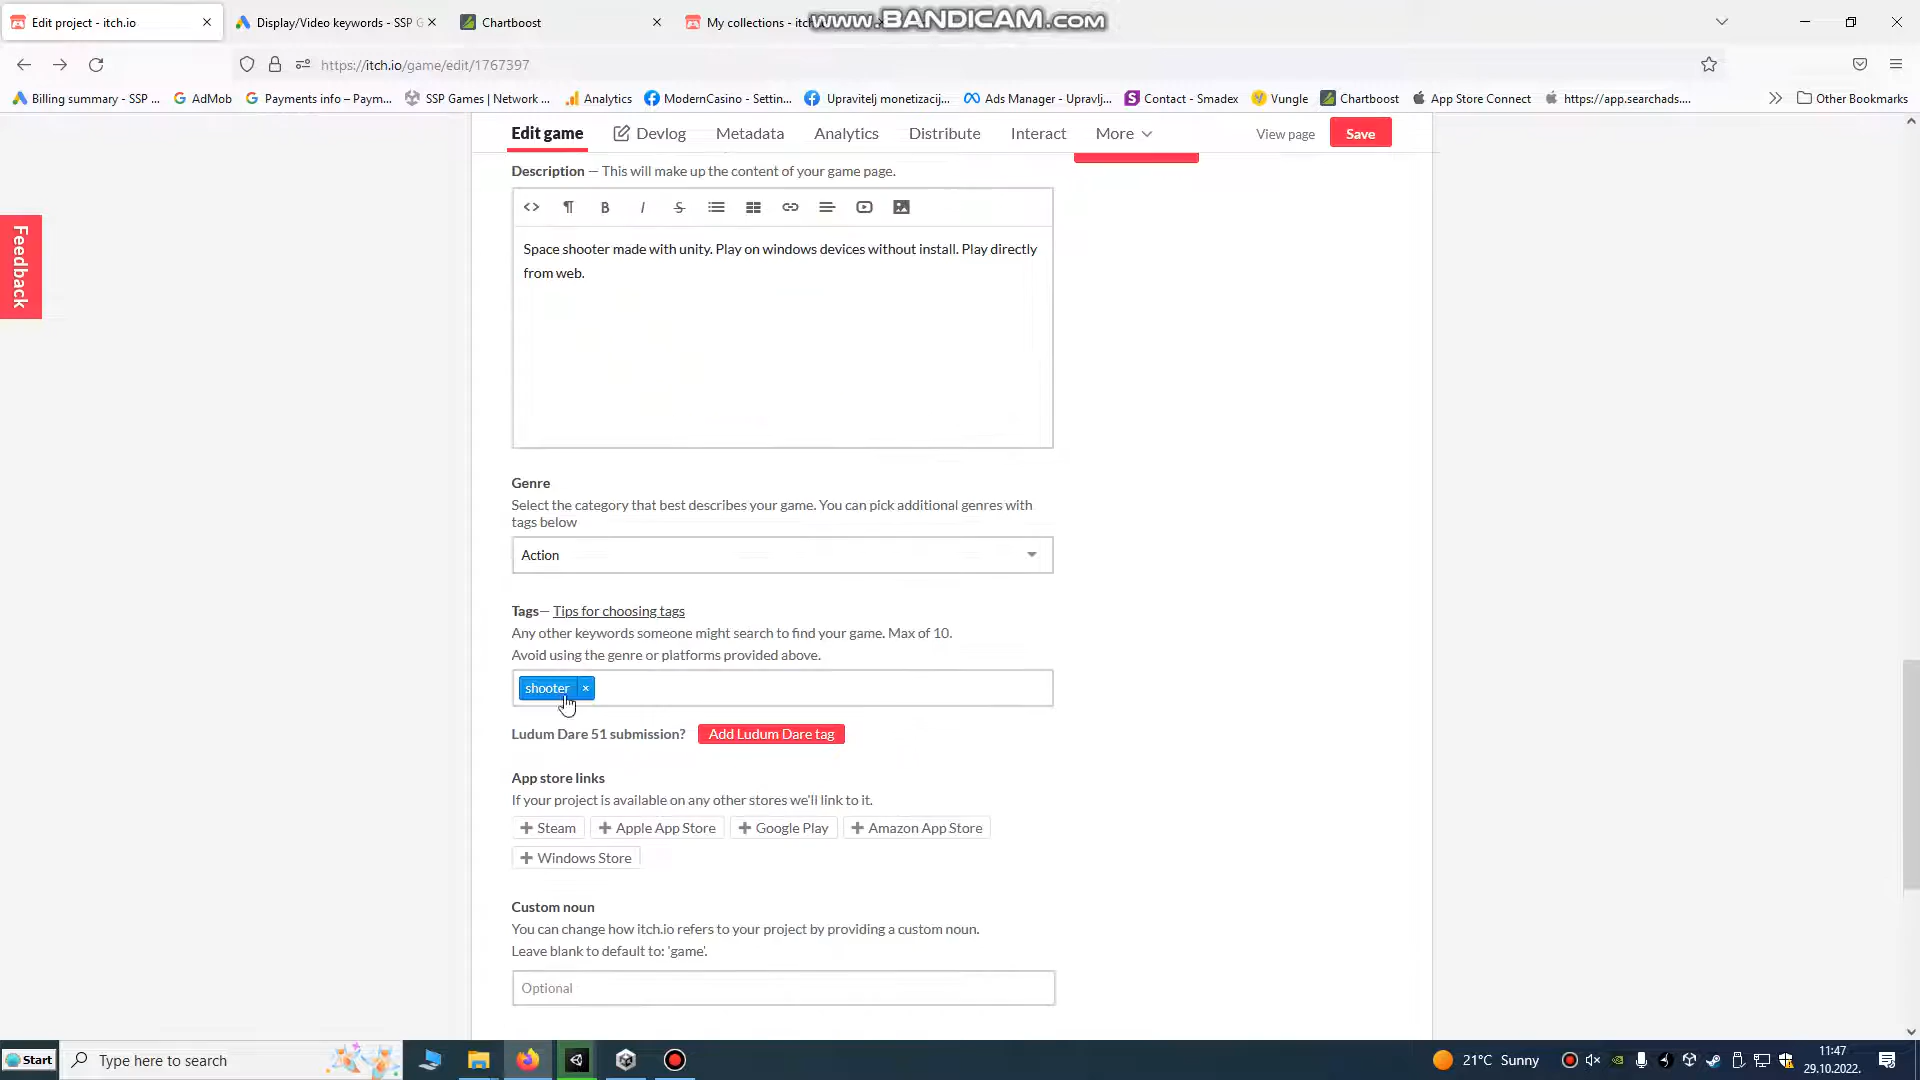 Edit project - itch.io
Display/Video keywords - SSP G
Chartboost
My collections - itch
www.BANDICAM.com
https://itch.io/game/edit/1767397
Billing summary - SSP ...
AdMob
Payments info – Paym...
SSP Games | Network ...
Analytics
ModernCasino - Settin...
Upravitelj monetizacij...
Ads Manager - Upravlj...
Contact - Smadex
Vungle
Chartboost
App Store Connect
https://app.searchads....
Other Bookmarks
Edit game
Devlog
Metadata
Analytics
Distribute
Interact
More
View page
Save
Feedback
Description — This will make up the content of your game page.
Space shooter made with unity. Play on windows devices without install. Play directly
from web.
Genre
Select the category that best describes your game. You can pick additional genres with
tags below
Action
Tags— Tips for choosing tags
Any other keywords someone might search to find your game. Max of 10.
Avoid using the genre or platforms provided above.
shooter ×
Ludum Dare 51 submission? Add Ludum Dare tag
App store links
If your project is available on any other stores we'll link to it.
Steam
Apple App Store
Google Play
Amazon App Store
Windows Store
Custom noun
You can change how itch.io refers to your project by providing a custom noun.
Leave blank to default to: 'game'.
Optional
Start
Type here to search
21°C Sunny
11:47
29.10.2022.